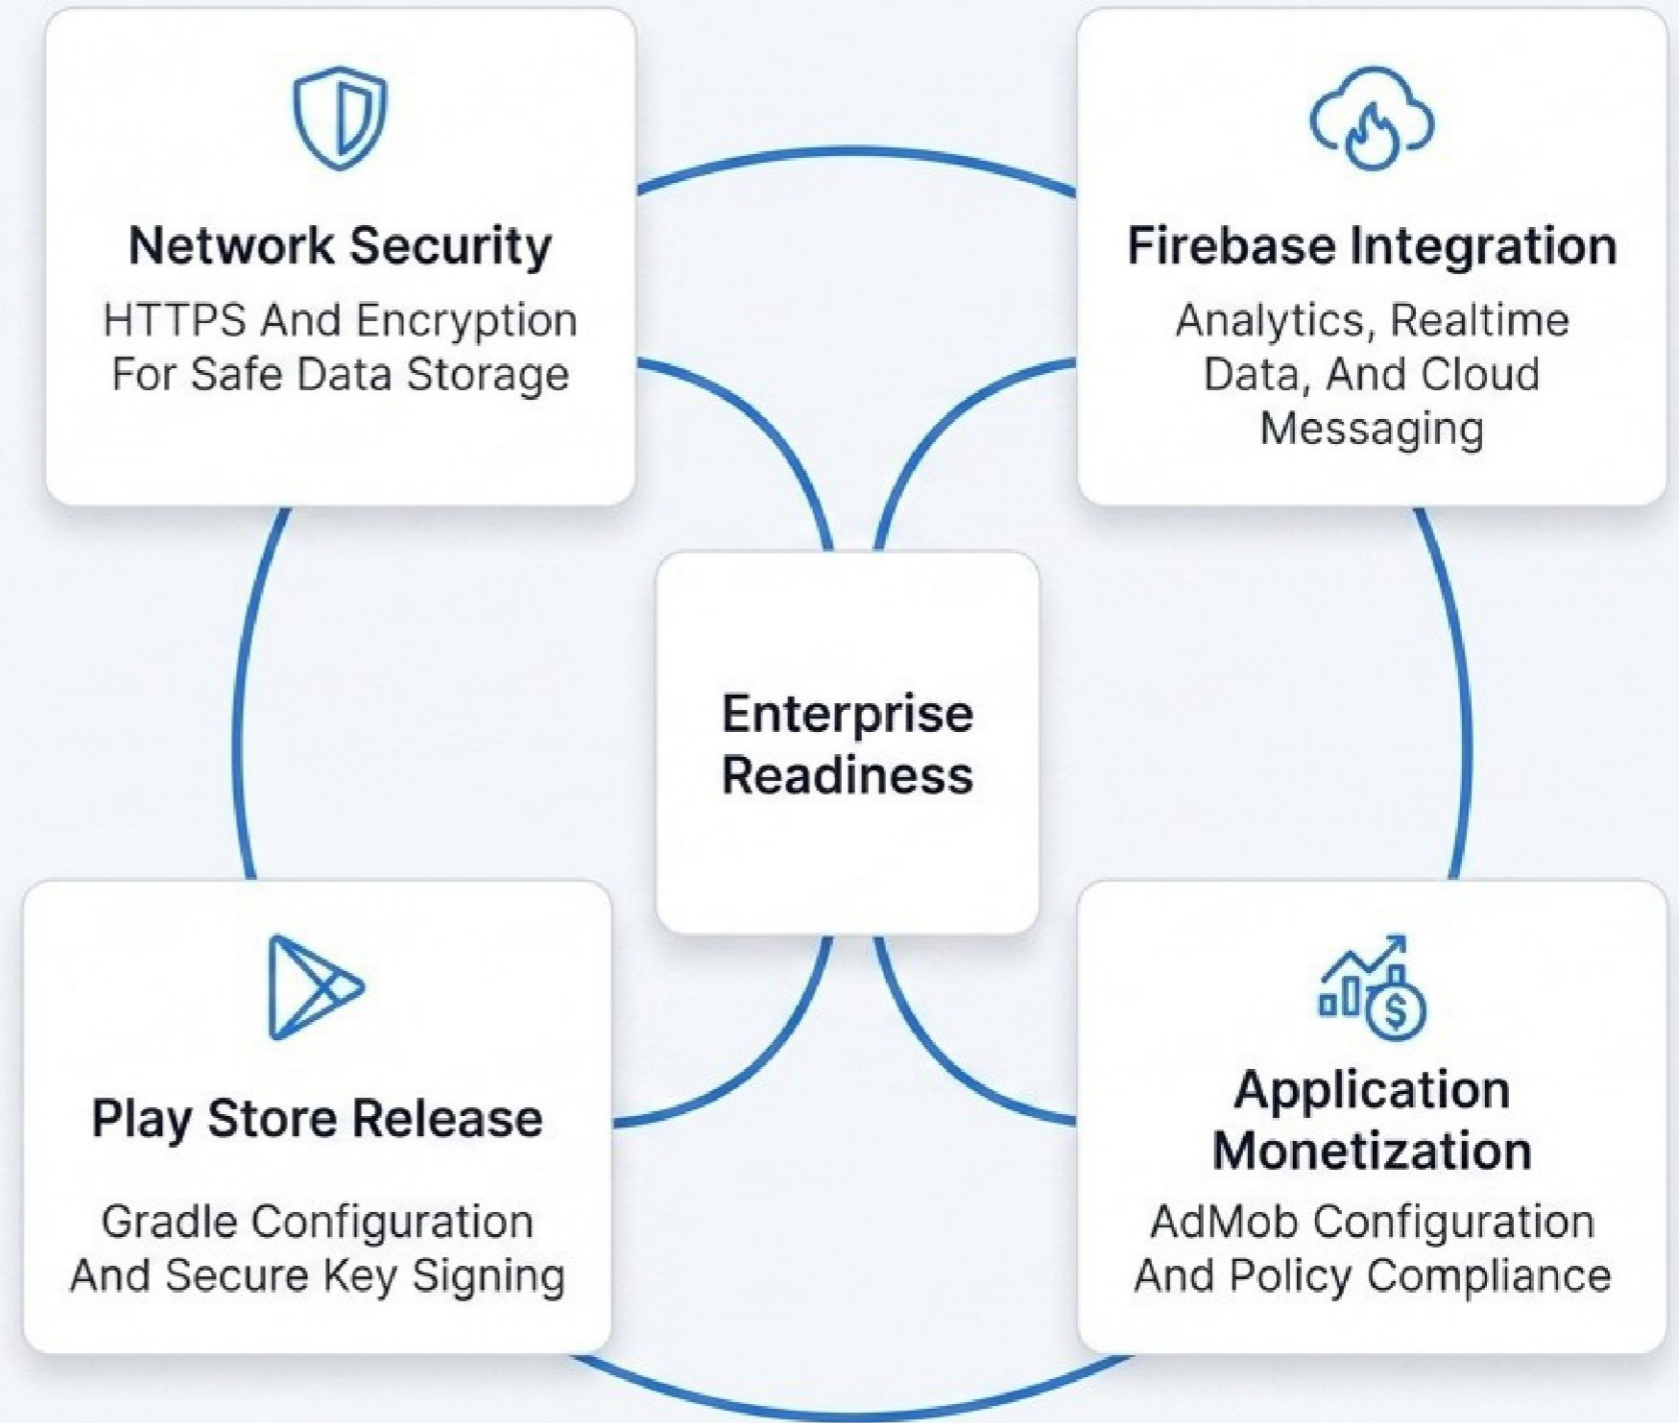 Network Security
HTTPS And Encryption
For Safe Data Storage
Firebase Integration
Analytics, Realtime
Data, And Cloud
Messaging
Enterprise
Readiness
Play Store Release
Gradle Configuration
And Secure Key Signing
Application
Monetization
AdMob Configuration
And Policy Compliance